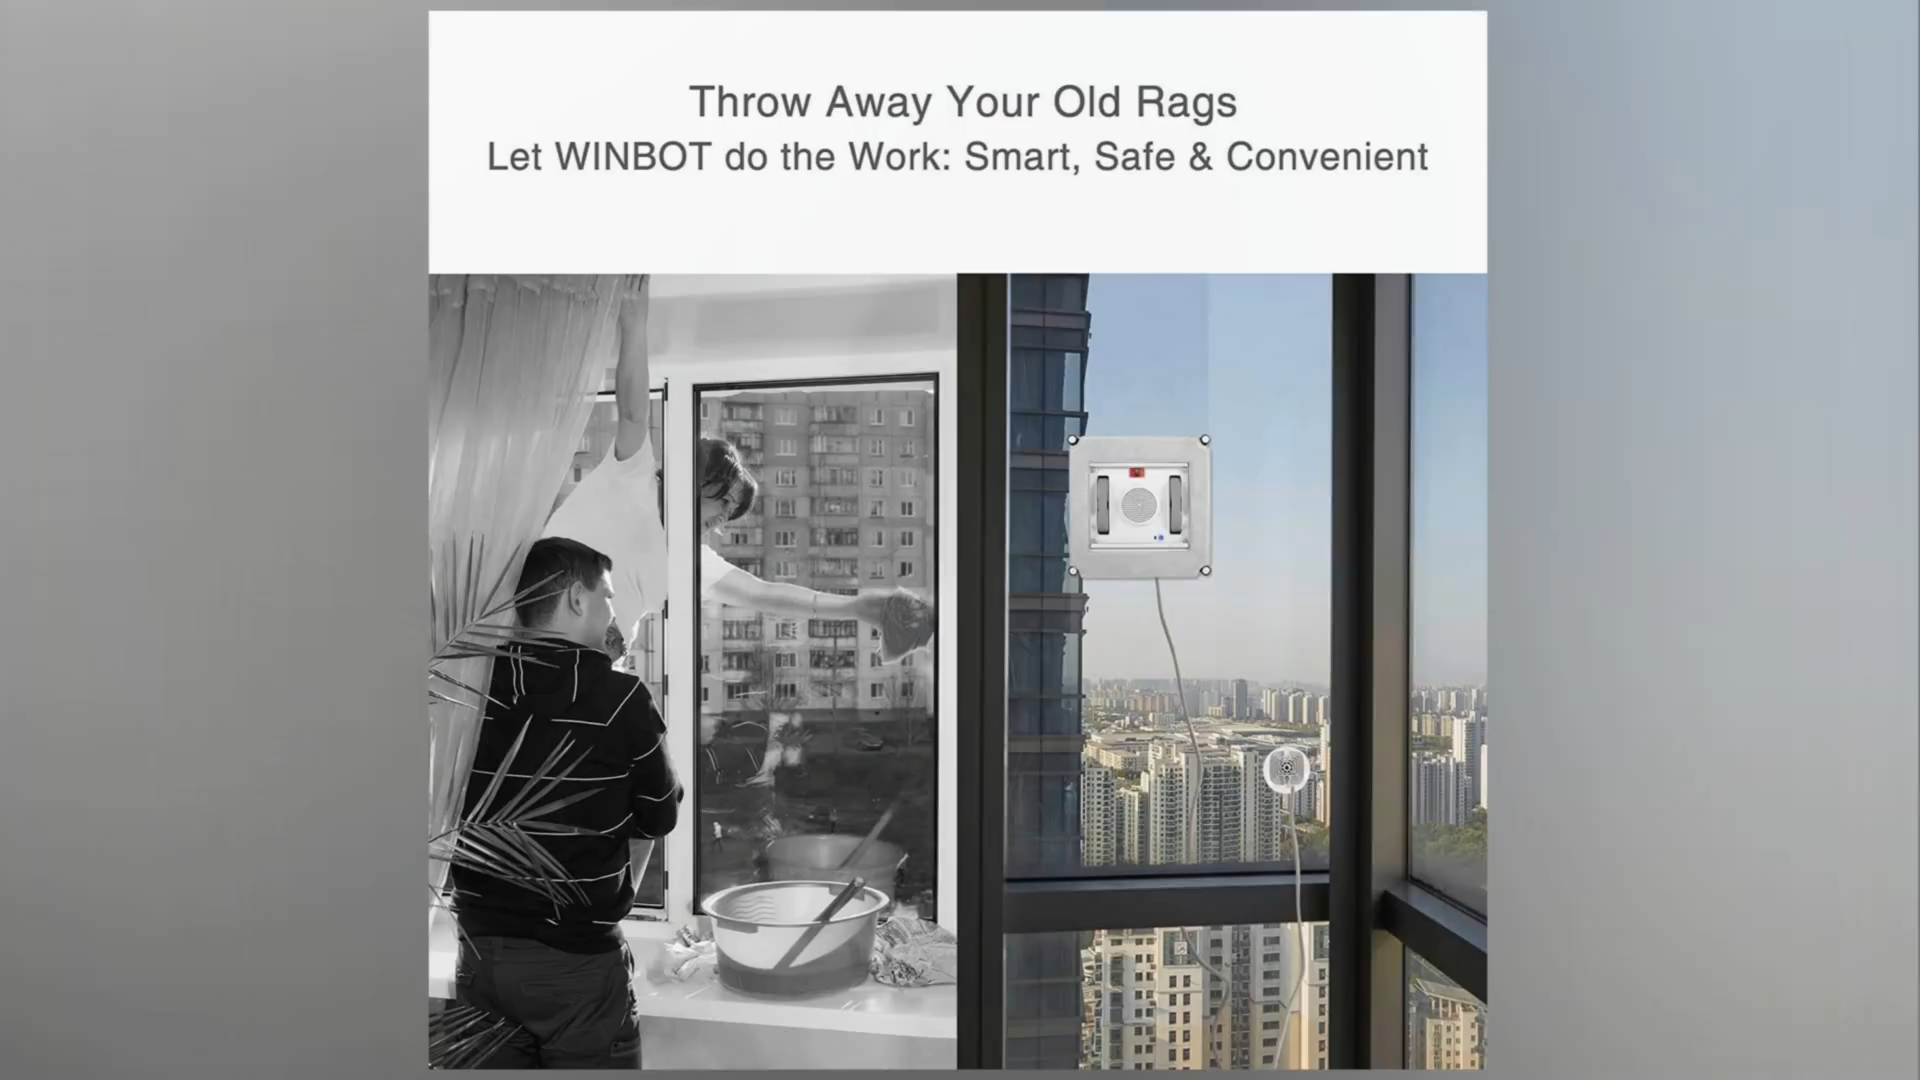 Throw Away Your Old Rags
Let WINBOT do the Work: Smart, Safe & Convenient